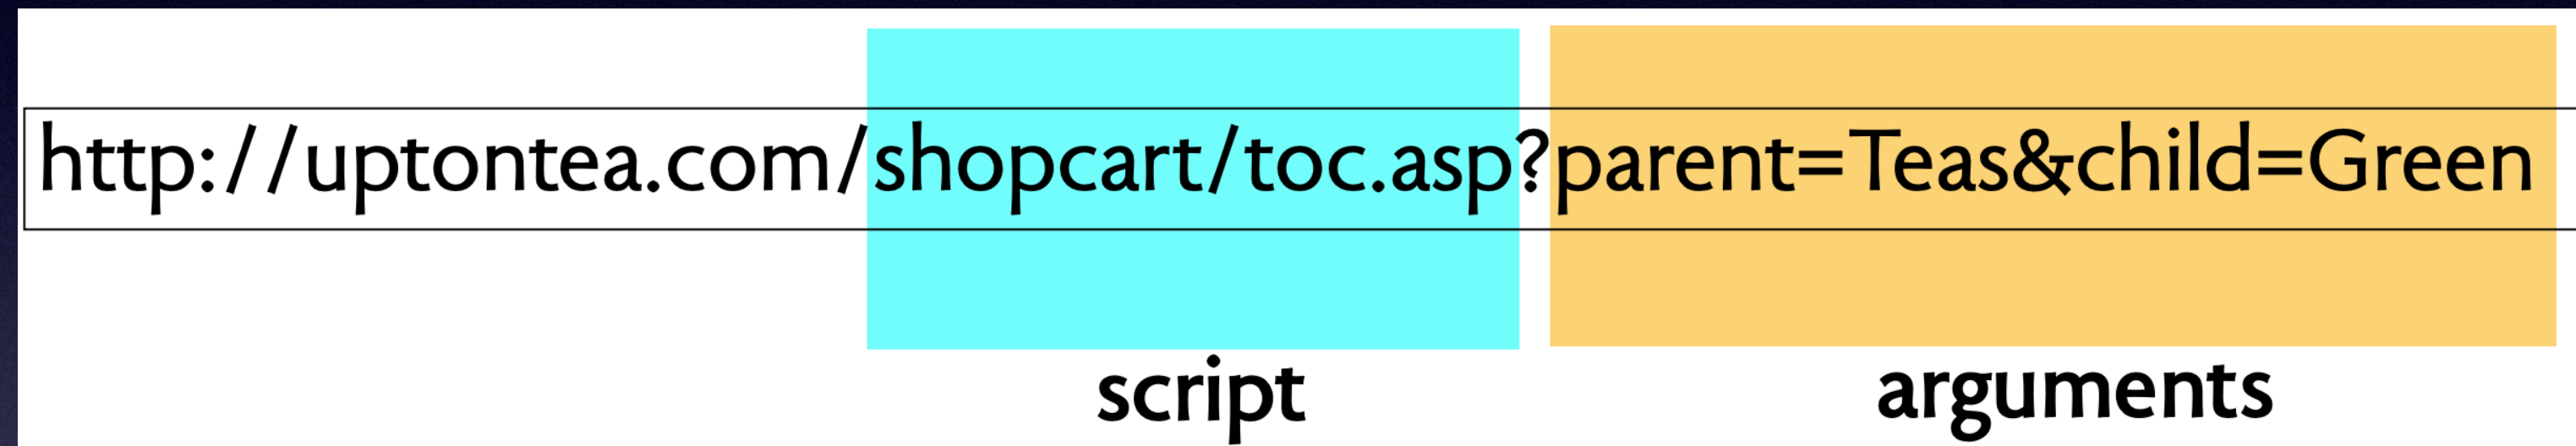 http://uptontea.com/shopcart/toc.asp?parent=Teas&child=Green
script arguments